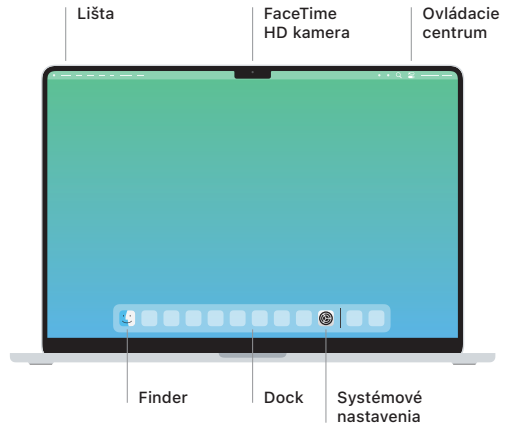 Lišta
FaceTime
HD kamera
Ovládacie
centrum
Finder
Dock
Systémové
nastavenia